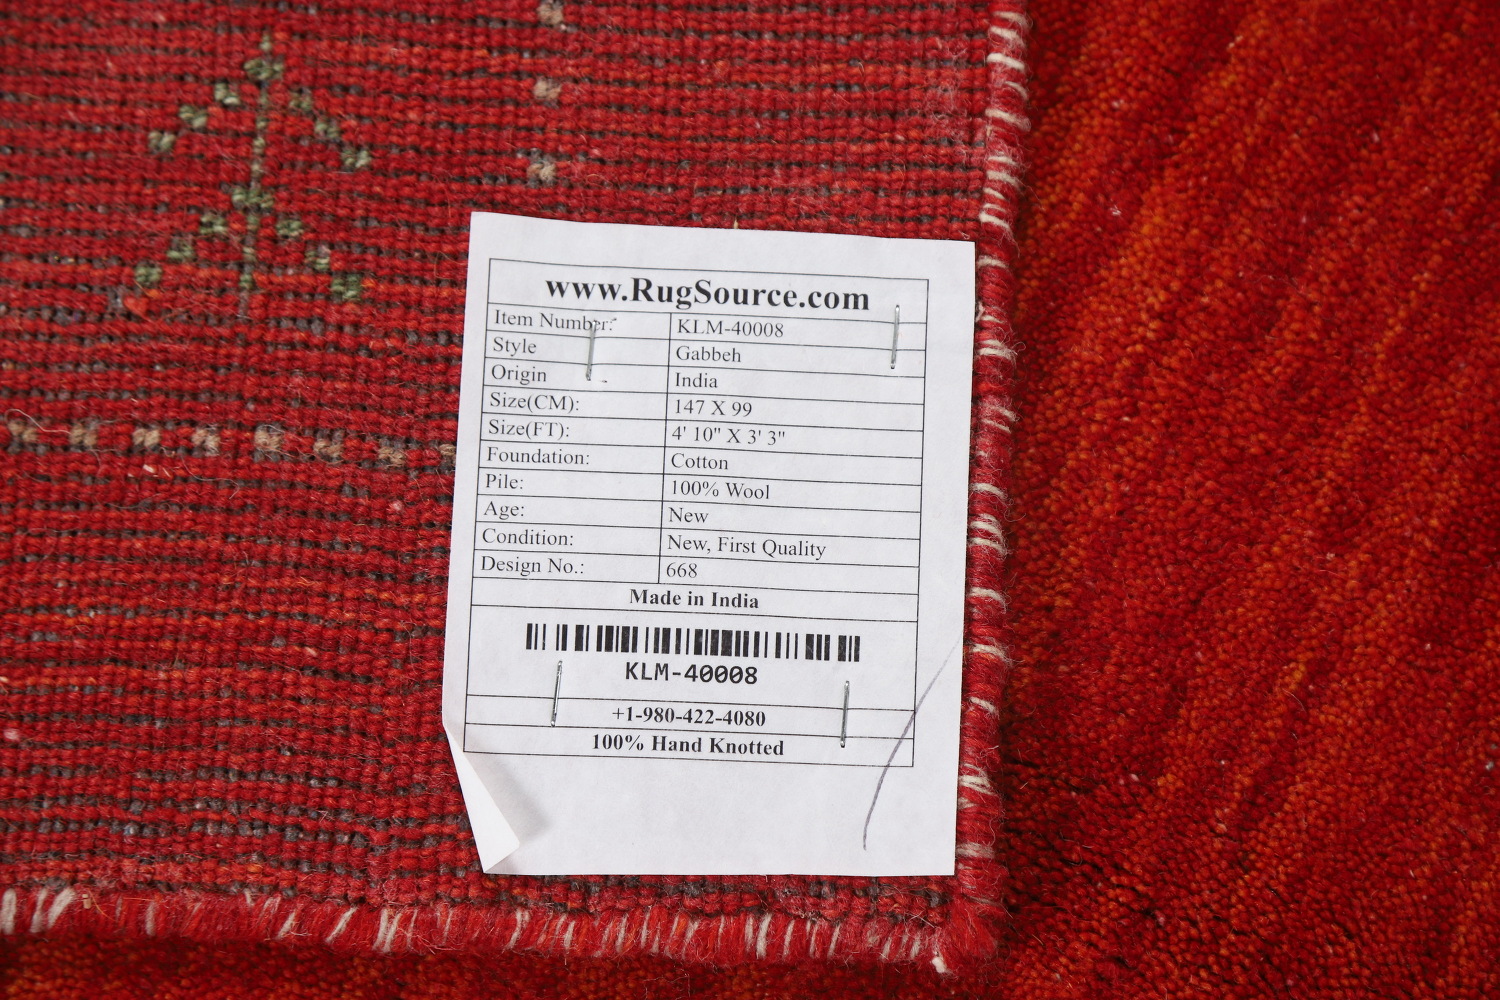 www.RugSource.com
Item Number: KLM-40008
Style Gabbeh
Origin India
Size(CM): 147 X 99
Size(FT): 4' 10" X 3' 3"
Foundation: Cotton
Pile: 100% Wool
Age: New
Condition: New, First Quality
Design No.: 668
Made in India
KLM-40008
+1-980-422-4080
100% Hand Knotted